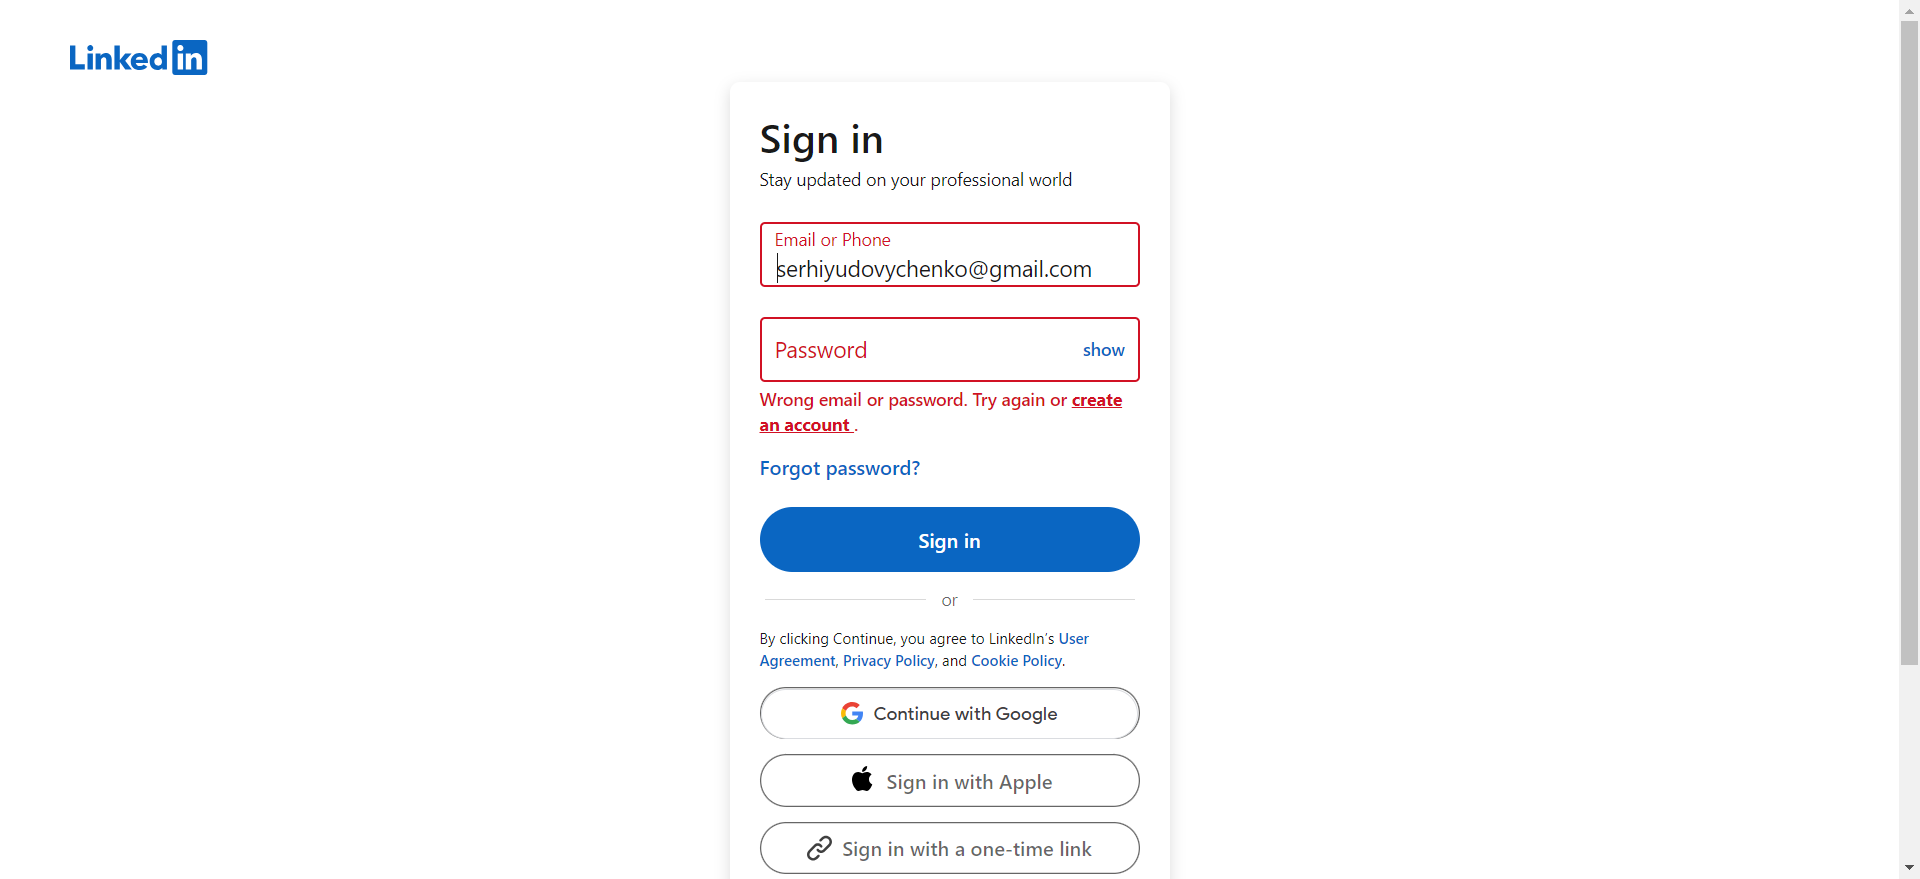 Linked in
Sign in
Stay updated on your professional world
Email or Phone
serhiyudovychenko@gmail.com
Password
show
Wrong email or password. Try again or create
an account .
Forgot password?
Sign in
or
By clicking Continue, you agree to LinkedIn’s User
Agreement, Privacy Policy, and Cookie Policy.
Continue with Google
Sign in with Apple
Sign in with a one-time link